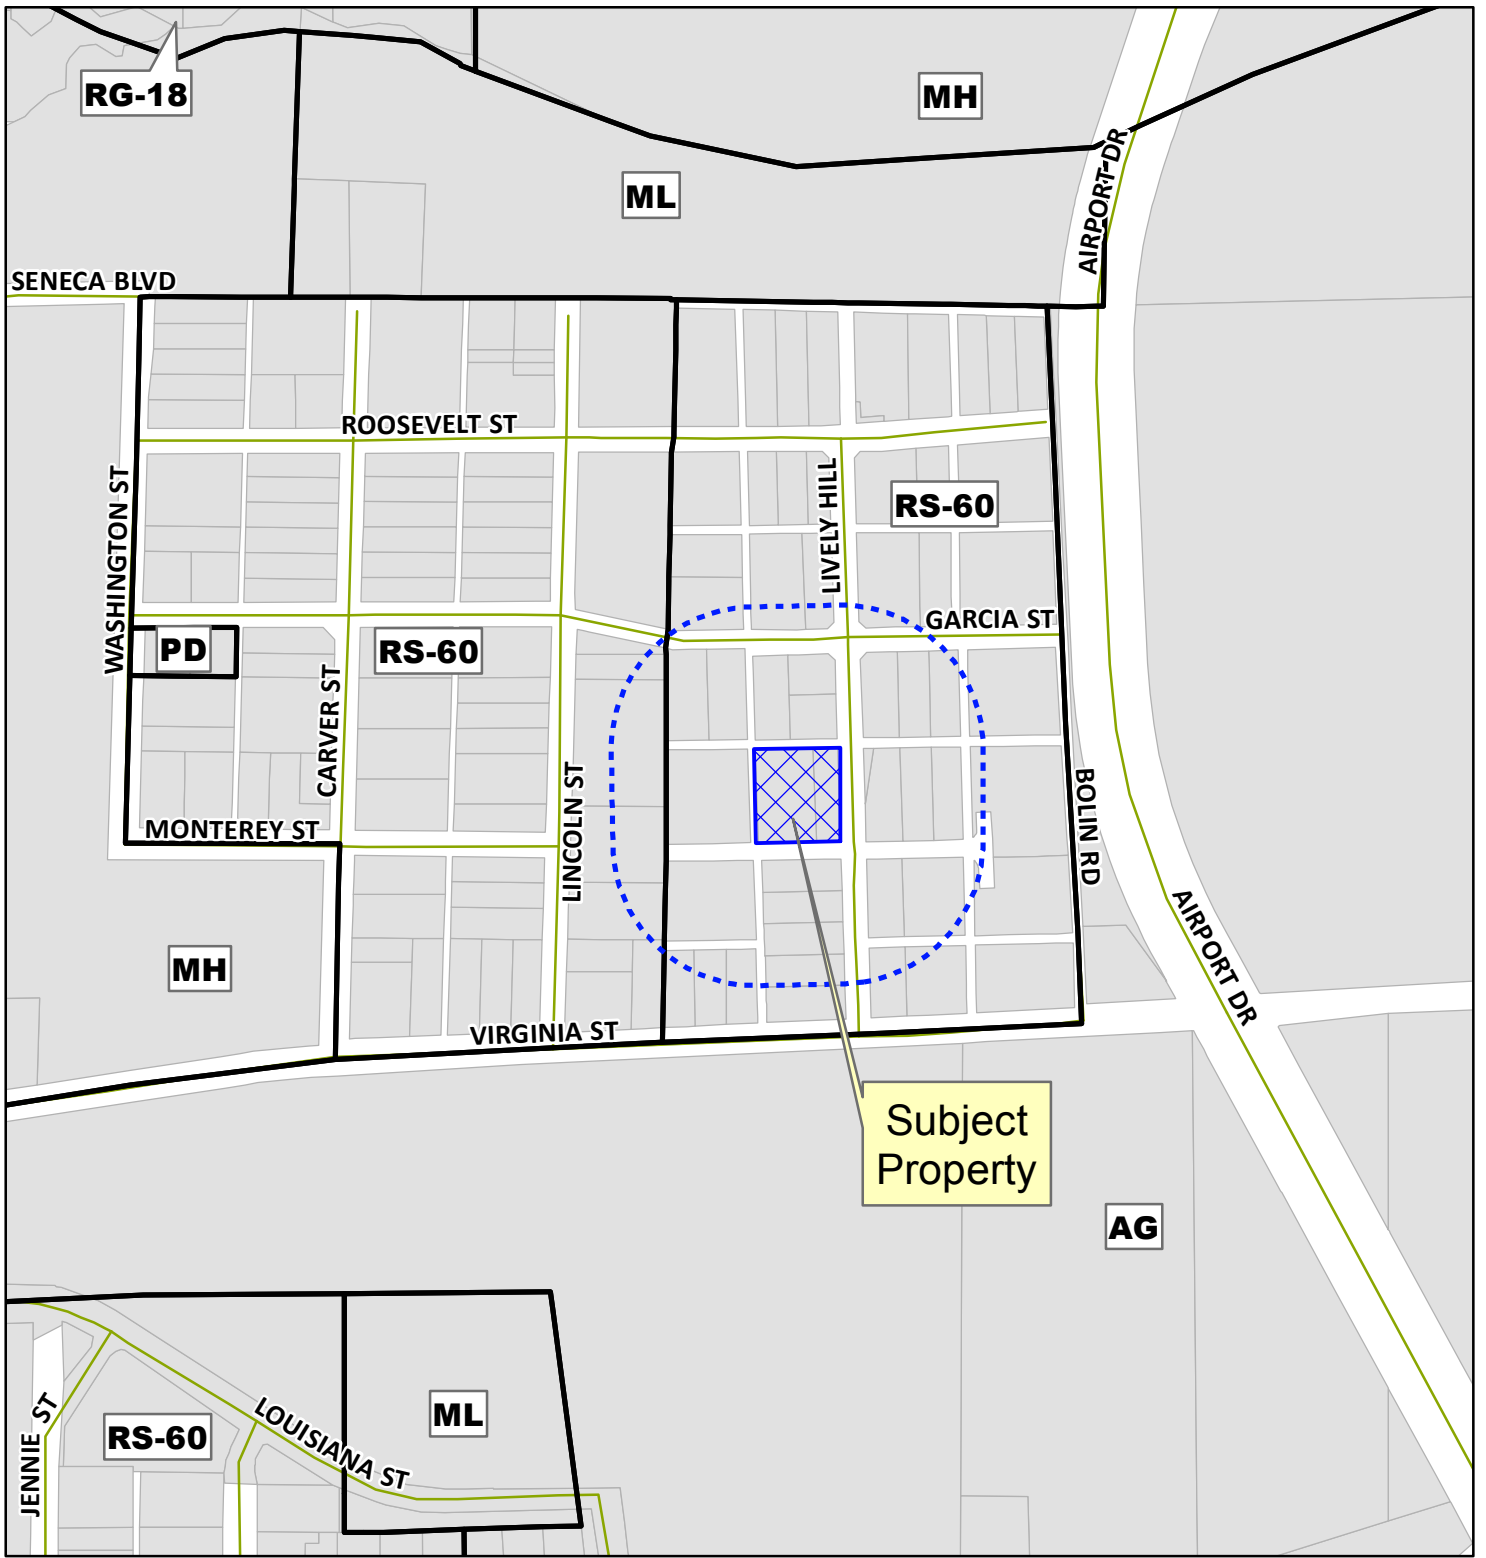 RG-18
MH
ML
AIRPORT DR
SENECA BLVD
ROOSEVELT ST
WASHINGTON ST
LIVELY HILL
RS-60
GARCIA ST
PD
RS-60
CARVER ST
LINCOLN ST
BOLIN RD
MONTEREY ST
AIRPORT DR
MH
VIRGINIA ST
Subject
Property
AG
JENNIE ST
LOUISIANA ST
ML
RS-60